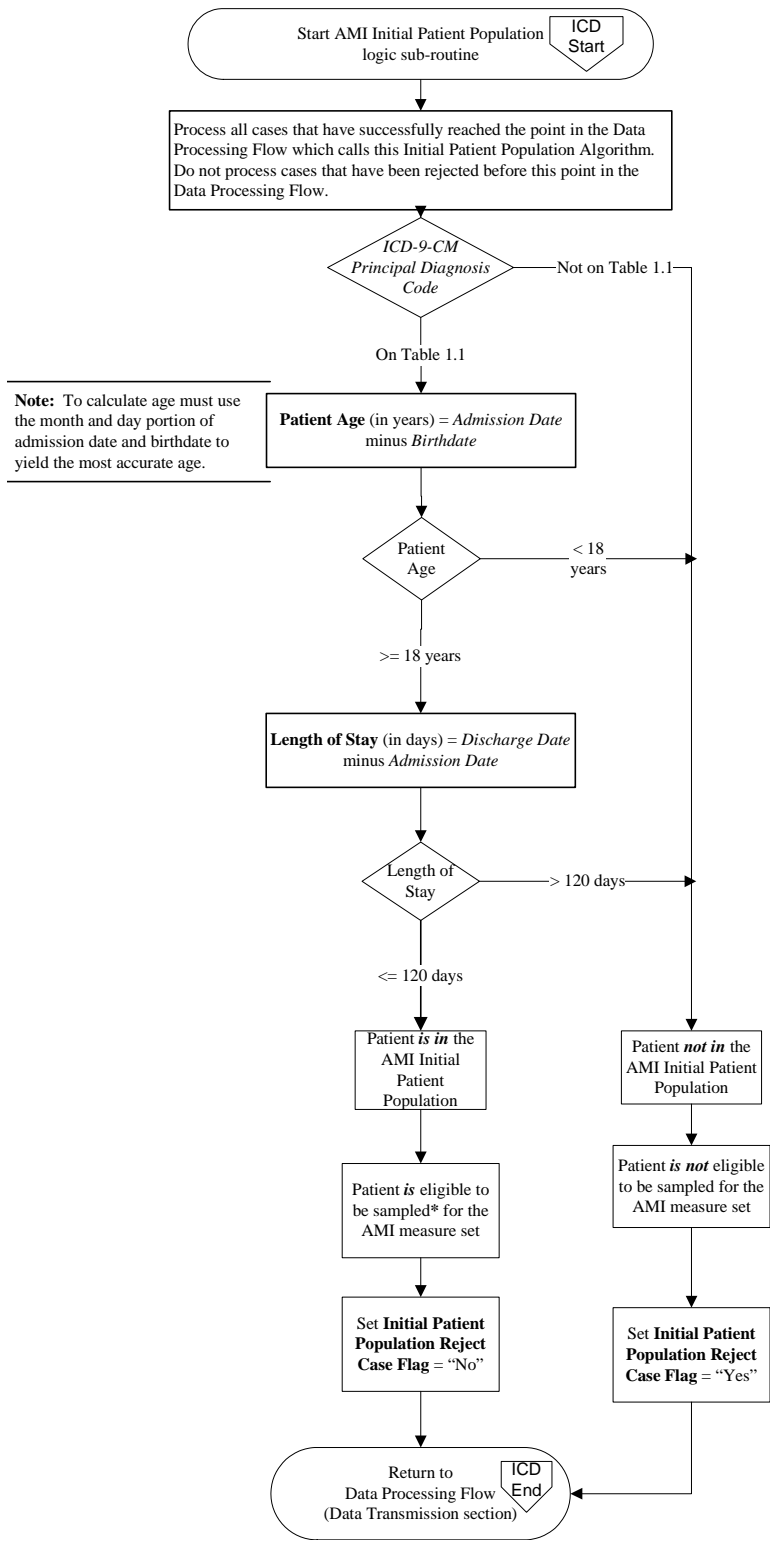 Start AMI Initial Patient Population
logic sub-routine
ICD
Start
Process all cases that have successfully reached the point in the Data
Processing Flow which calls this Initial Patient Population Algorithm.
Do not process cases that have been rejected before this point in the
Data Processing Flow.
ICD-9-CM
Principal Diagnosis
Code
Not on Table 1.1
On Table 1.1
Note: To calculate age must use
the month and day portion of
admission date and birthdate to
yield the most accurate age.
Patient Age (in years) = Admission Date
minus Birthdate
Patient
Age
< 18
years
>= 18 years
Length of Stay (in days) = Discharge Date
minus Admission Date
Length of
Stay
> 120 days
<= 120 days
Patient is in the
AMI Initial
Patient
Population
Patient not in the
AMI Initial Patient
Population
Patient is eligible to
be sampled* for the
AMI measure set
Patient is not eligible
to be sampled for the
AMI measure set
Set Initial Patient
Population Reject
Case Flag = “No”
Set Initial Patient
Population Reject
Case Flag = “Yes”
Return to
Data Processing Flow
(Data Transmission section)
ICD
End